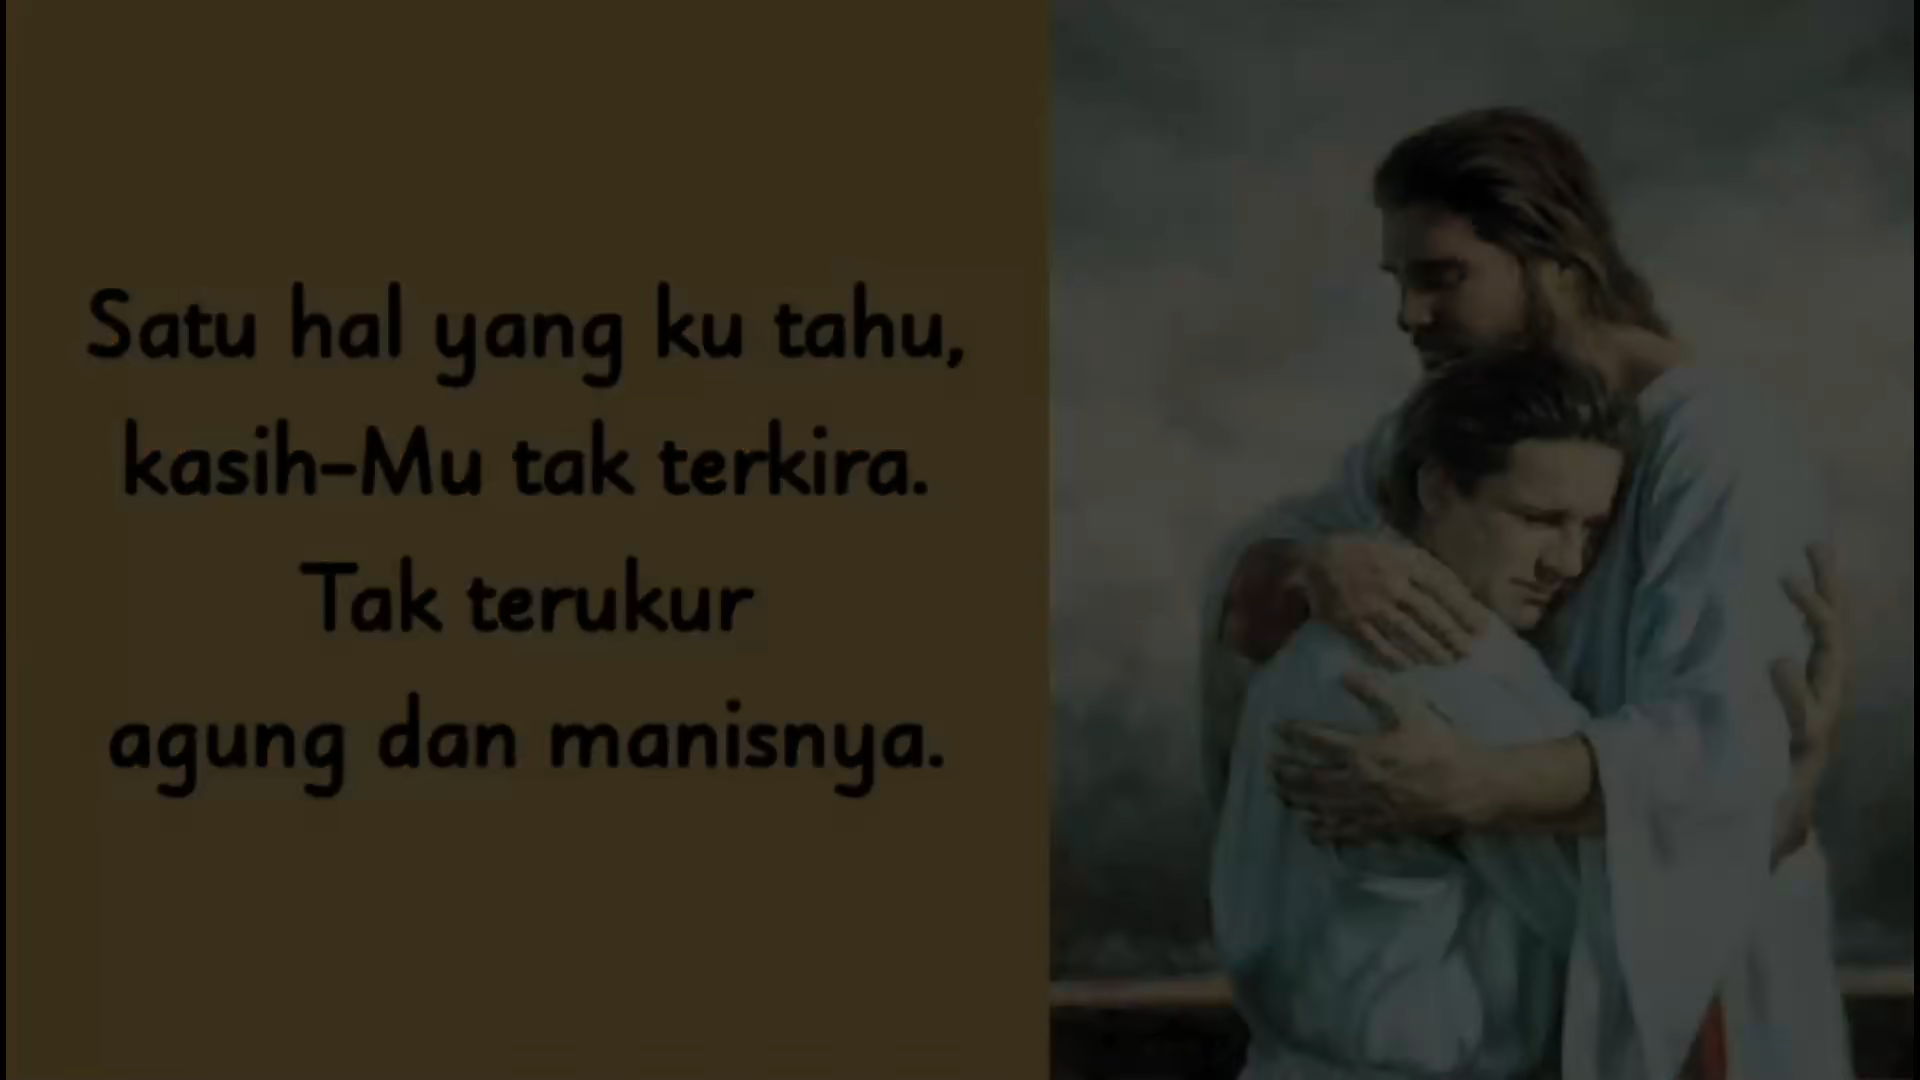 Satu hal yang ku tahu,
kasih-Mu tak terkira.
Tak terukur
agung dan manisnya.